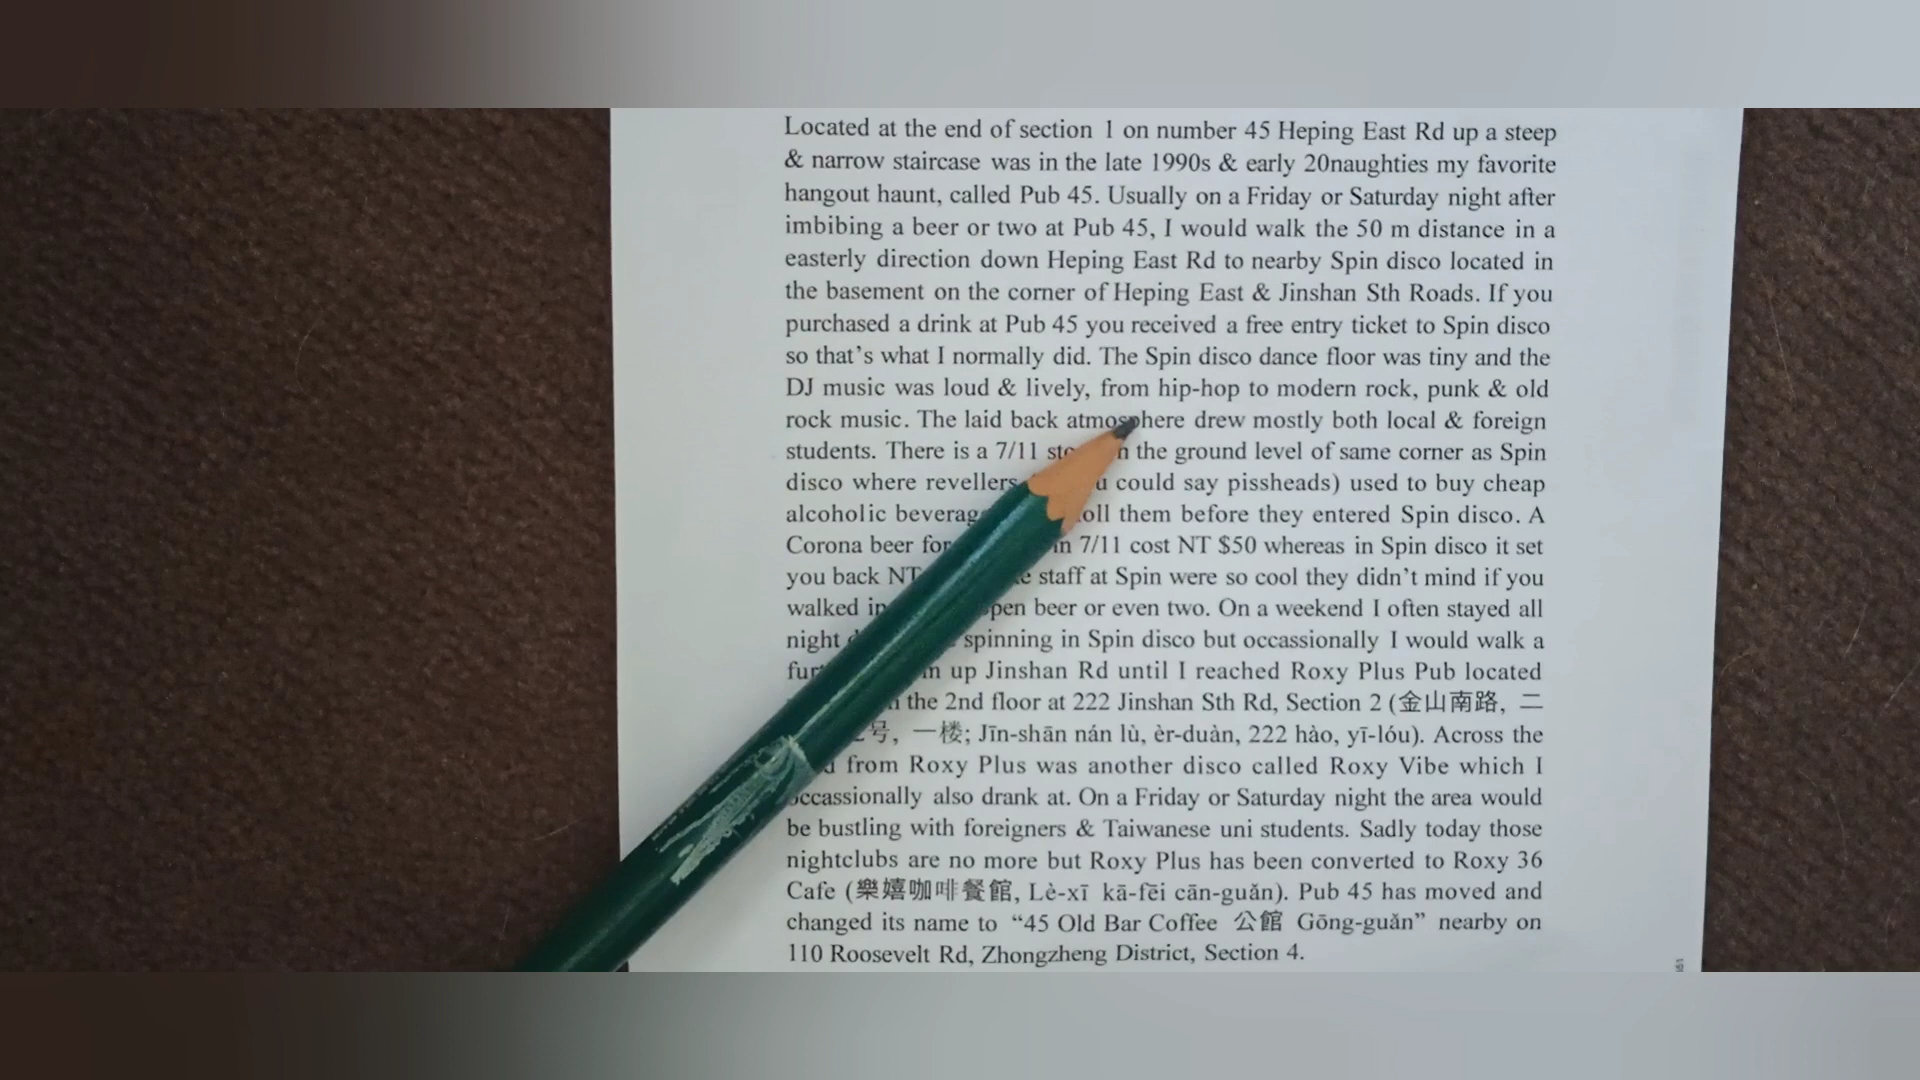 Located at the end of section 1 on number 45 Heping East Rd up a steep
& narrow staircase was in the late 1990s & early 20naughties my favorite
hangout haunt, called Pub 45. Usually on a Friday or Saturday night after
imbibing a beer or two at Pub 45, I would walk the 50 m distance in a
easterly direction down Heping East Rd to nearby Spin disco located in
the basement on the corner of Heping East & Jinshan Sth Roads. If you
purchased a drink at Pub 45 you received a free entry ticket to Spin disco
so that’s what I normally did. The Spin disco dance floor was tiny and the
DJ music was loud & lively, from hip-hop to modern rock, punk & old
rock music. The laid back atmosphere drew mostly both local & foreign
students. There is a 7/11 the ground level of same corner as Spin
disco where revellers could say pissheads) used to buy cheap
alcoholic them before they entered Spin disco. A
Corona beer 7/11 cost NT $50 whereas in Spin disco it set
you back NT staff at Spin were so cool they didn’t mind if you
walked beer or even two. On a weekend I often stayed all
night spinning in Spin disco but occassionally I would walk a
up Jinshan Rd until I reached Roxy Plus Pub located
the 2nd floor at 222 Jinshan Sth Rd, Section 2 (金山南路, 二
号, 一楼; Jīn-shān nán lù, èr-duàn, 222 hào, yī-lóu). Across the
from Roxy Plus was another disco called Roxy Vibe which I
occassionally also drank at. On a Friday or Saturday night the area would
be bustling with foreigners & Taiwanese uni students. Sadly today those
nightclubs are no more but Roxy Plus has been converted to Roxy 36
Cafe (樂嬉咖啡餐館, Lè-xī kā-fēi cān-guǎn). Pub 45 has moved and
changed its name to “45 Old Bar Coffee 公館 Gōng-guǎn” nearby on
110 Roosevelt Rd, Zhongzheng District, Section 4.